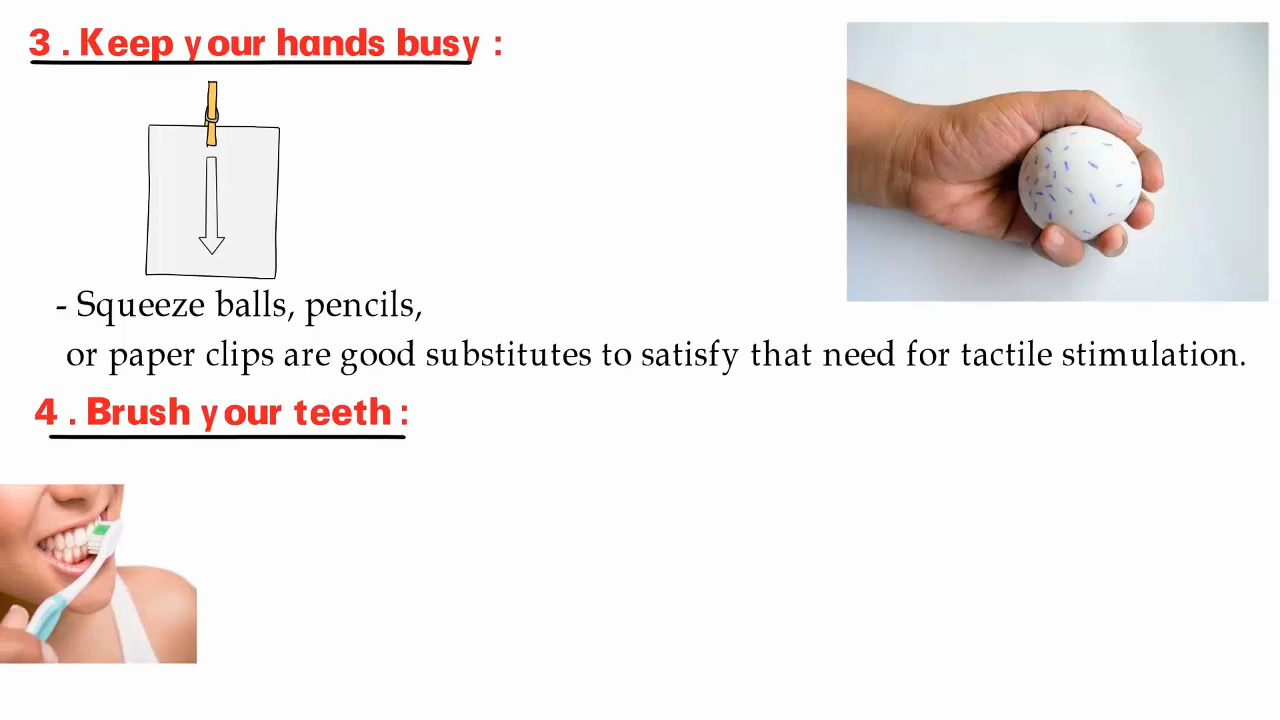 3 . Keep your hands busy :
- Squeeze balls, pencils,
or paper clips are good substitutes to satisfy that need for tactile stimulation.
4 . Brush your teeth :